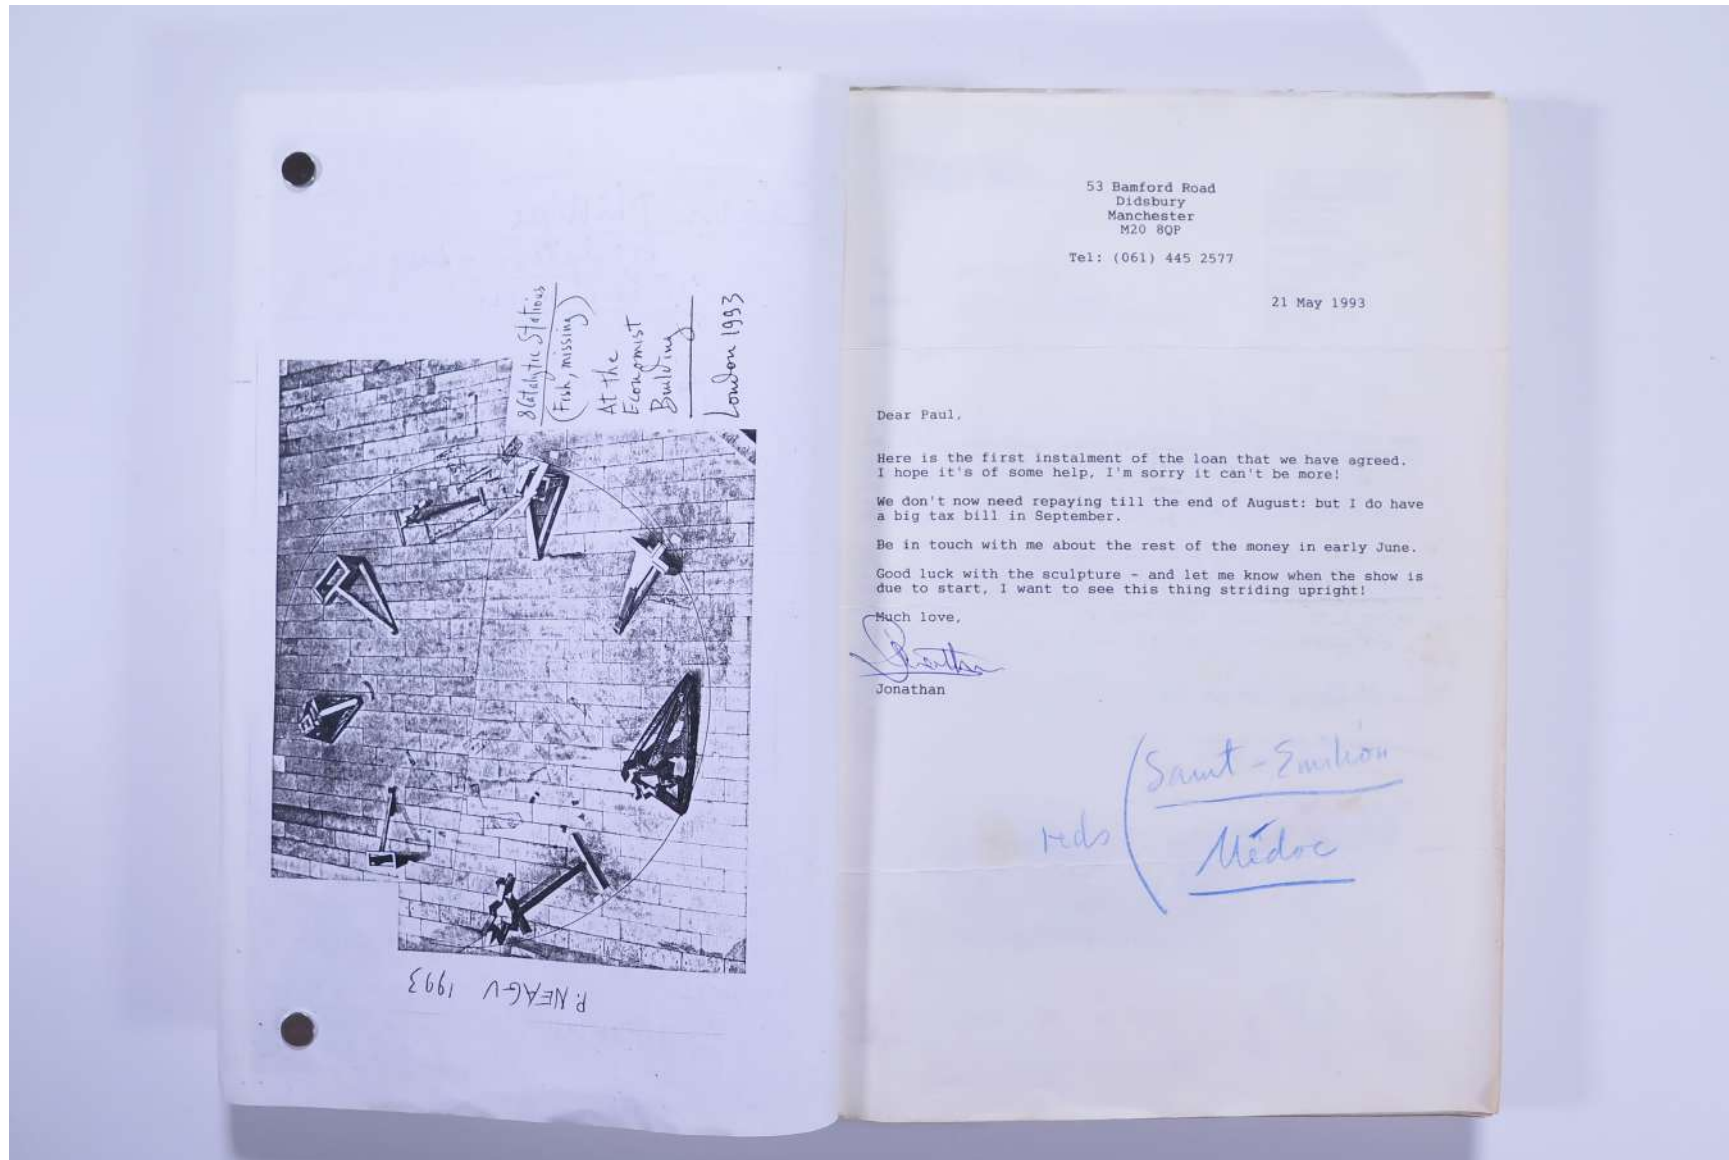 8 Catalytic Stations
(Fish, missing)
At the
Economist
Building
London 1993
P. NEAGU 1993
53 Bamford Road
Didsbury
Manchester
M20 8QP
Tel: (061) 445 2577
21 May 1993
Dear Paul,
Here is the first instalment of the loan that we have agreed.
I hope it's of some help, I'm sorry it can't be more!
We don't now need repaying till the end of August: but I do have
a big tax bill in September.
Be in touch with me about the rest of the money in early June.
Good luck with the sculpture - and let me know when the show is
due to start, I want to see this thing striding upright!
Much love,
Jonathan
Jonathan
reds
Saint-Emilion
Médoc